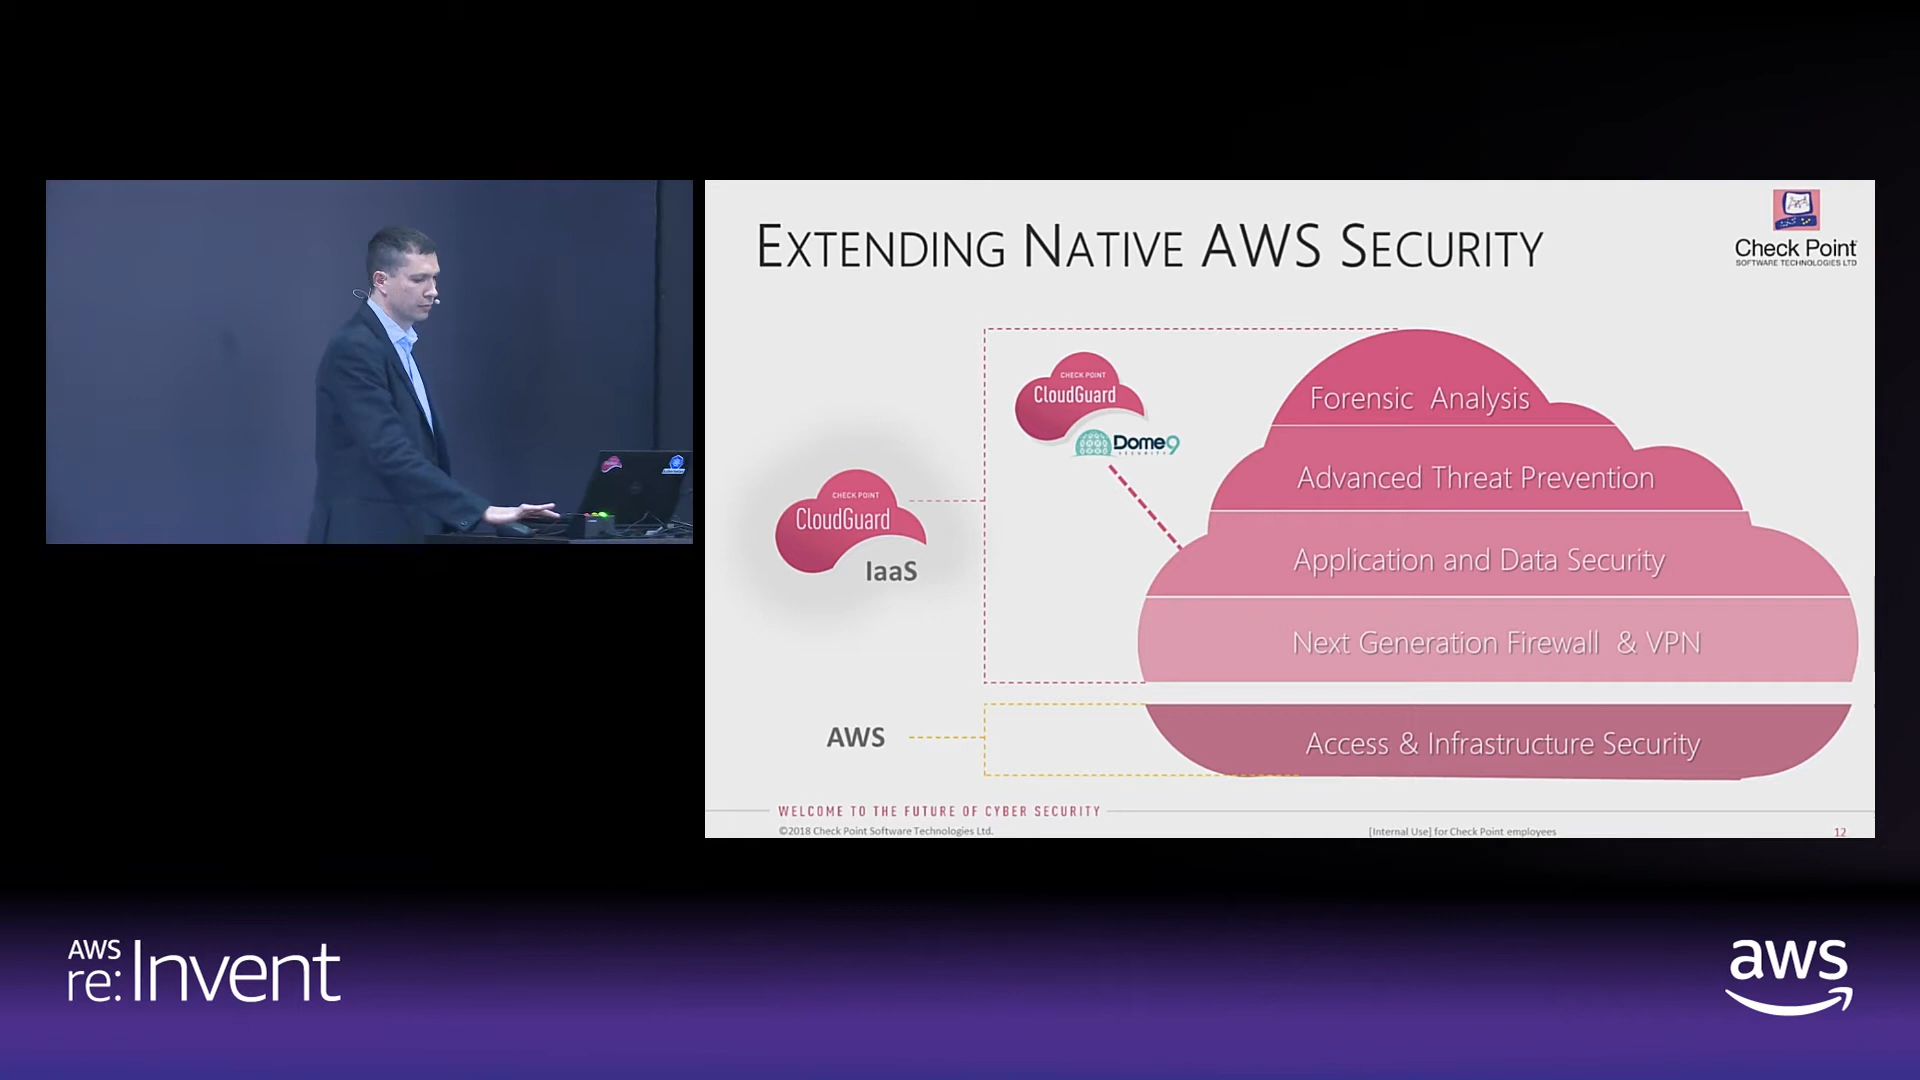 EXTENDING NATIVE AWS SECURITY
Check Point
SOFTWARE TECHNOLOGIES LTD
CHECK POINT
CloudGuard
Dome9
SECURITY
CHECK POINT
CloudGuard
IaaS
Forensic Analysis
Advanced Threat Prevention
Application and Data Security
Next Generation Firewall & VPN
AWS
Access & Infrastructure Security
WELCOME TO THE FUTURE OF CYBER SECURITY
©2018 Check Point Software Technologies Ltd.
[Internal Use] for Check Point employees
12
AWS
re:Invent
aws